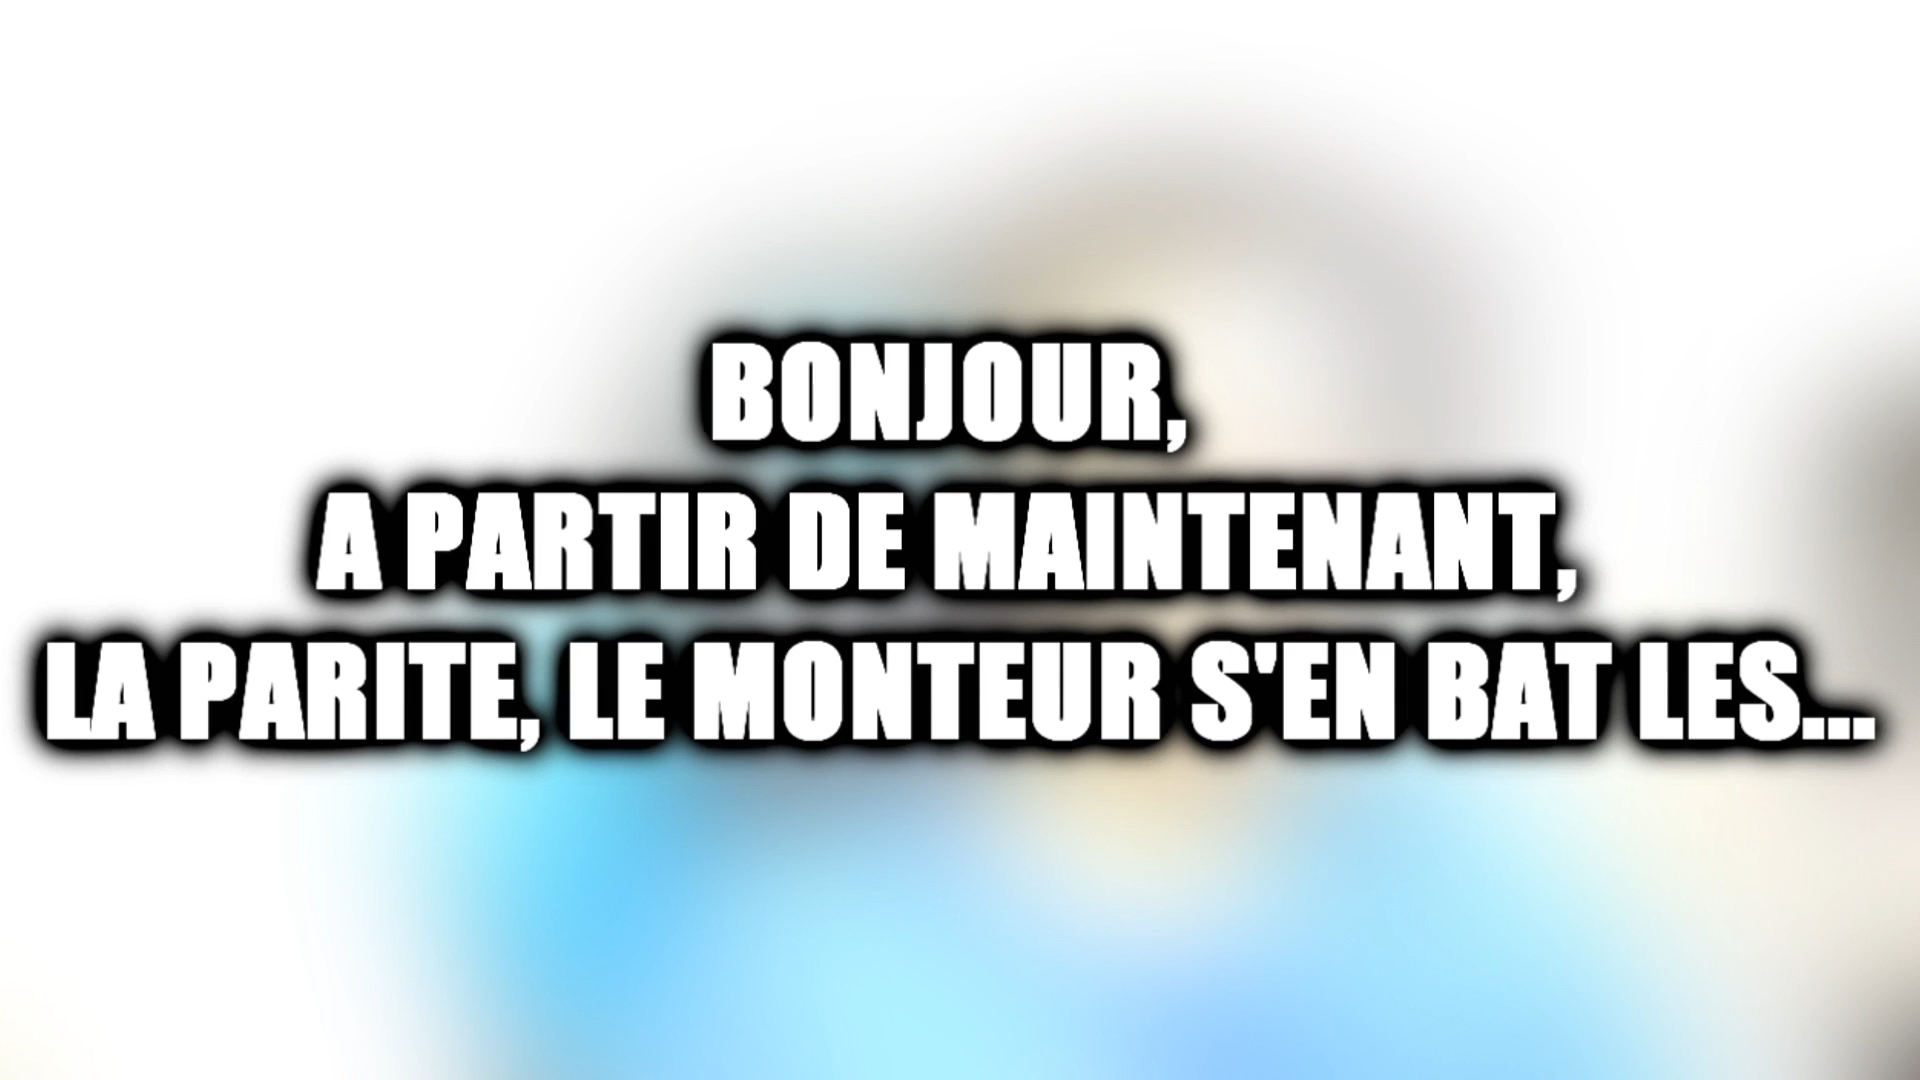 BONJOUR,
A PARTIR DE MAINTENANT,
LA PARITE, LE MONTEUR S'EN BAT LES...